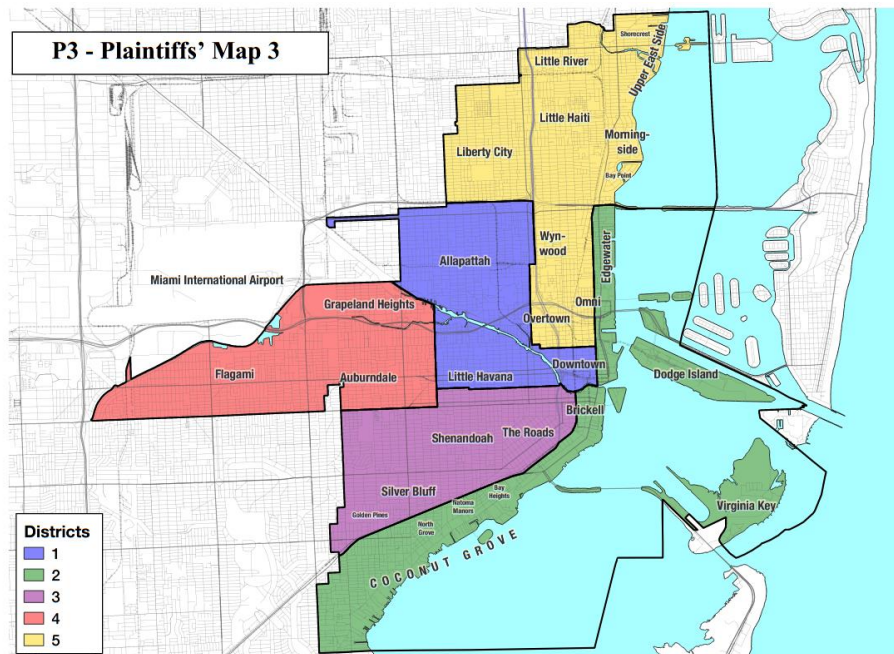 P3 - Plaintiffs' Map 3
Shorecrest
Upper East Side
Little River
Little Haiti
Morning-
side
Liberty City
Bay Point
Wyn-
wood
Edgewater
Allapattah
Miami International Airport
Grapeland Heights
Omni
Overtown
Flagami
Auburndale
Little Havana
Downtown
Dodge Island
Brickell
Shenandoah
The Roads
Silver Bluff
Bay
Heights
Natoma
Manors
Golden Pines
North
Grove
Virginia Key
COCONUT GROVE
Districts
1
2
3
4
5